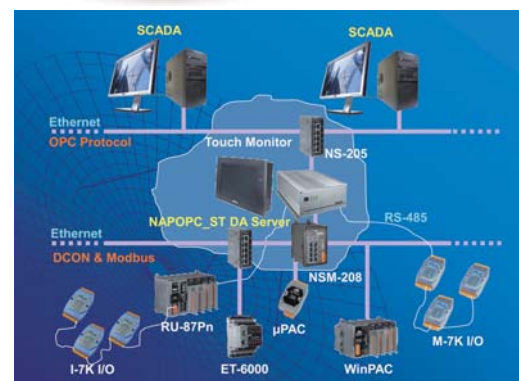 SCADA
SCADA
Ethernet
OPC Protocol
Touch Monitor
NS-205
NAPOPC_ST DA Server
RS-485
Ethernet
DCON & Modbus
NSM-208
RU-87Pn
µPAC
I-7K I/O
ET-6000
WinPAC
M-7K I/O